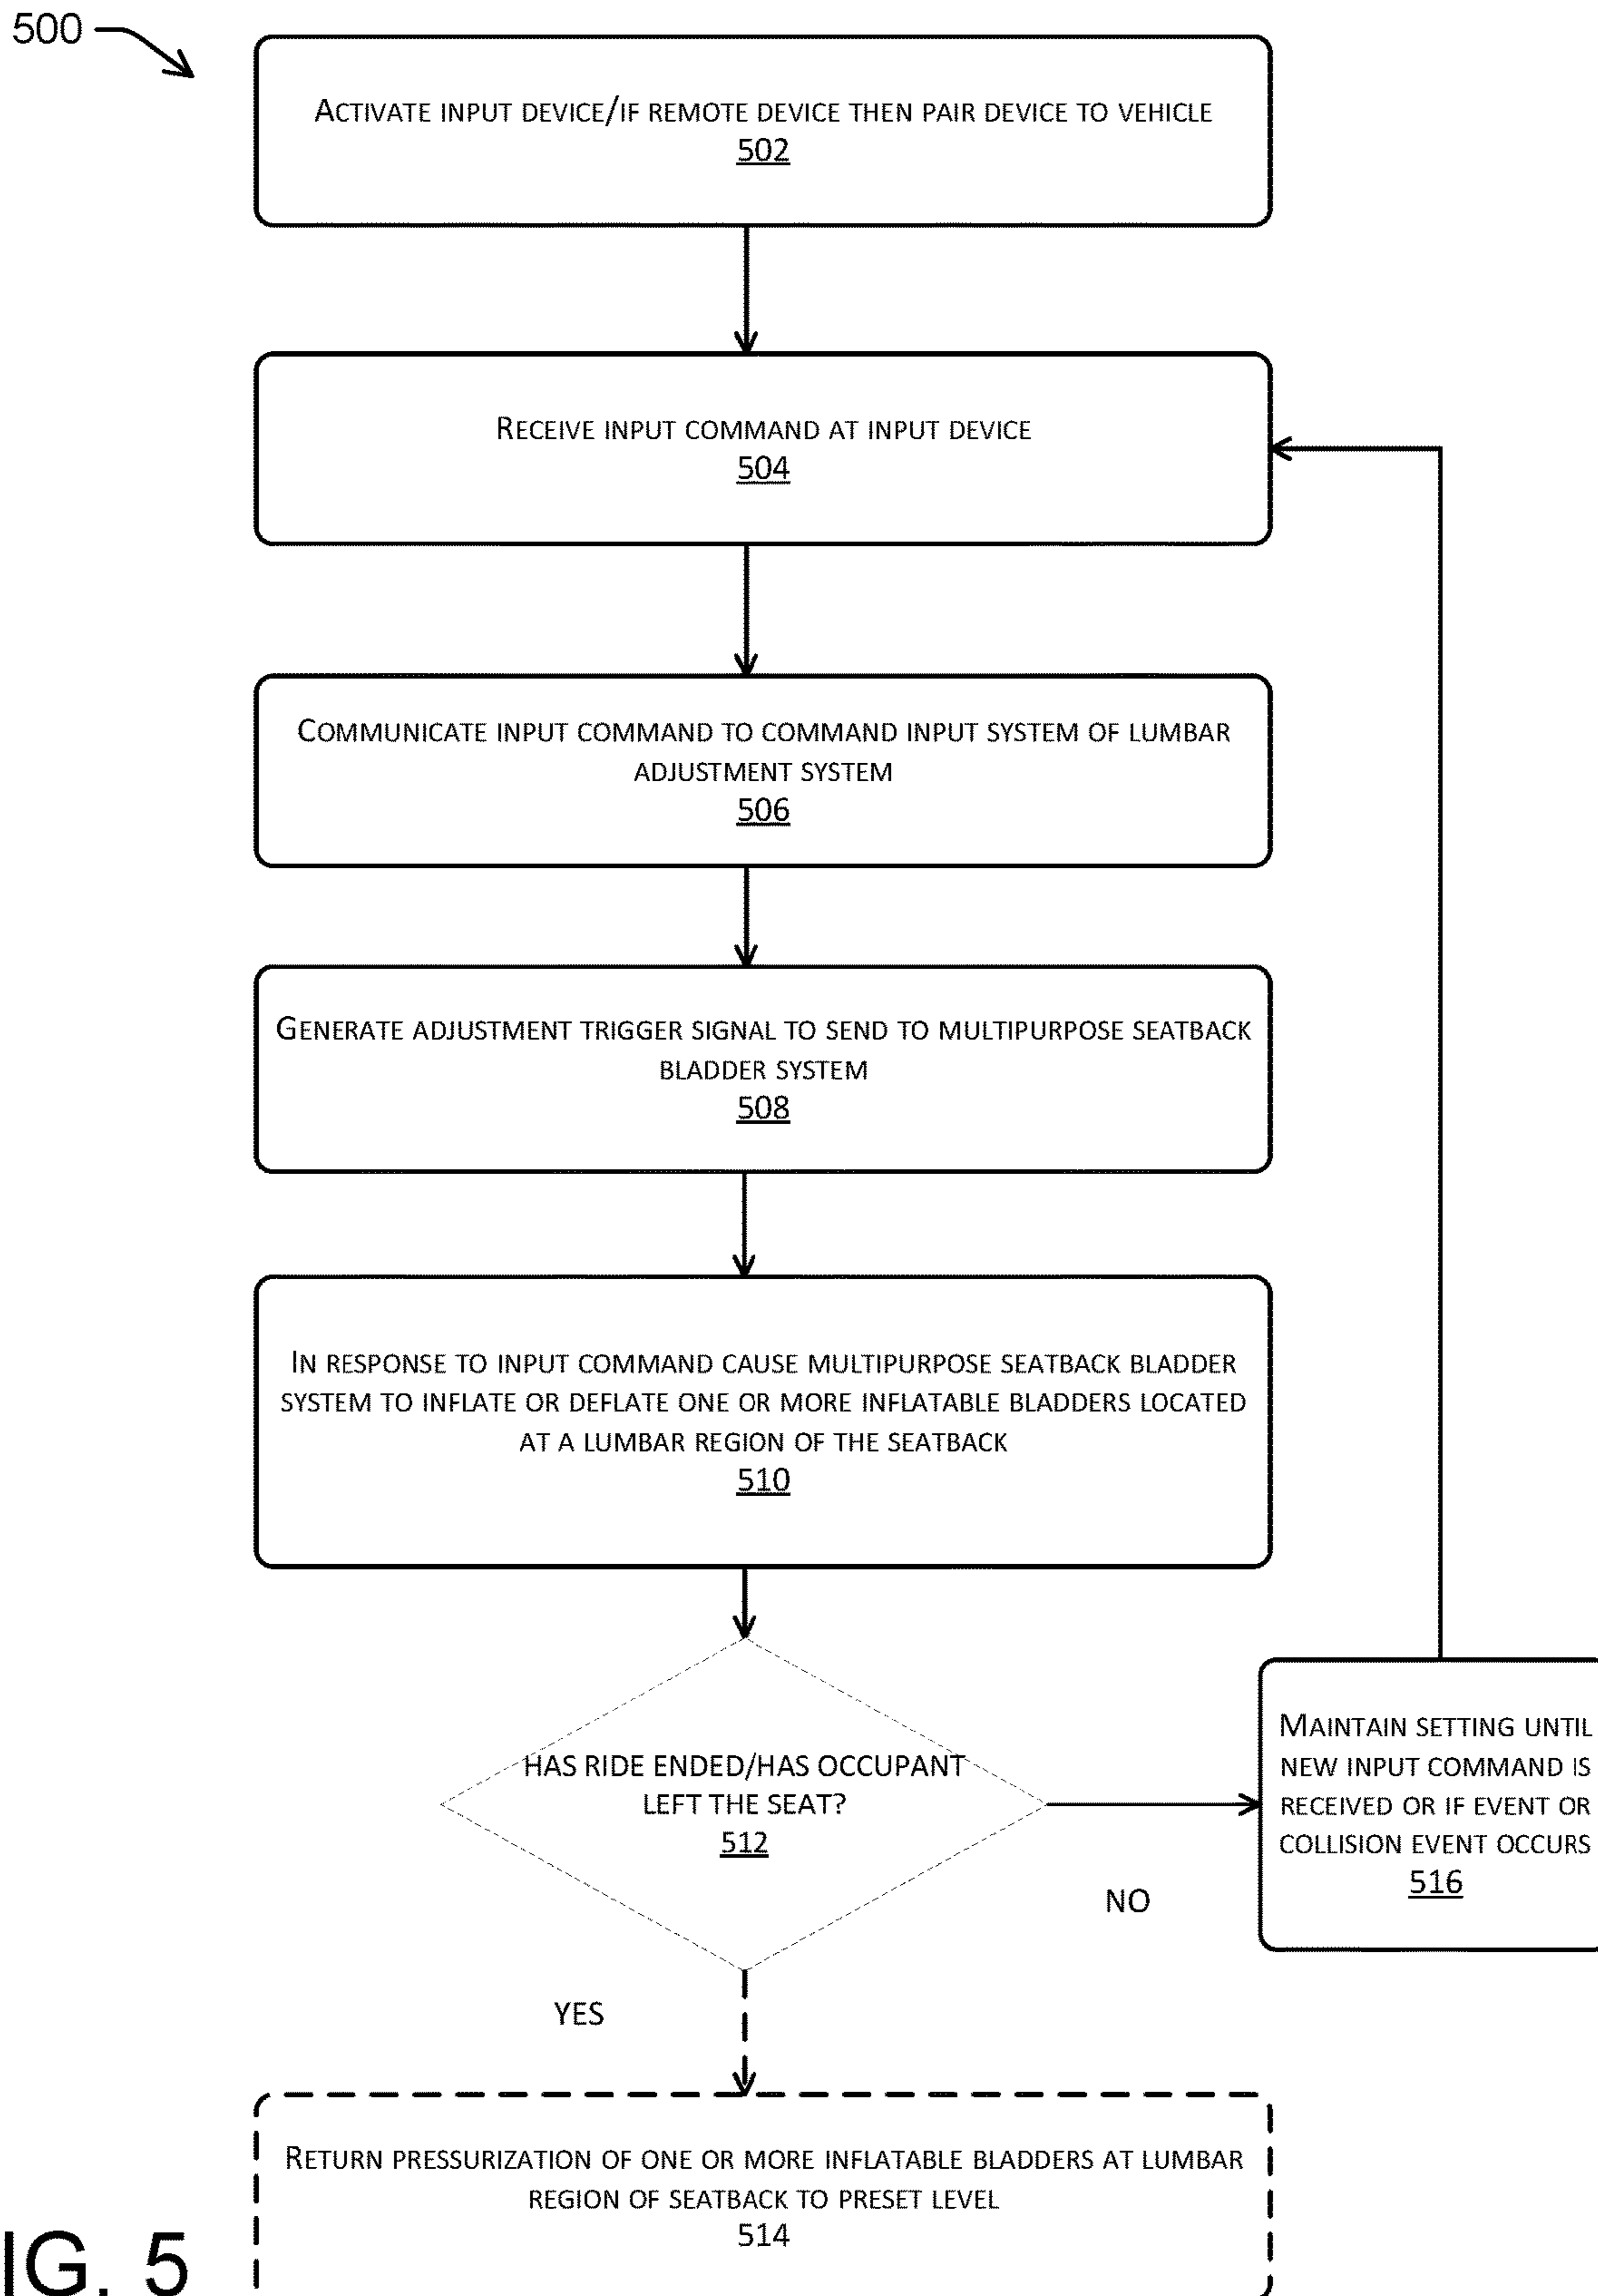 500
ACTIVATE INPUT DEVICE/IF REMOTE DEVICE THEN PAIR DEVICE TO VEHICLE
502
RECEIVE INPUT COMMAND AT INPUT DEVICE
504
COMMUNICATE INPUT COMMAND TO COMMAND INPUT SYSTEM OF LUMBAR
ADJUSTMENT SYSTEM
506
GENERATE ADJUSTMENT TRIGGER SIGNAL TO SEND TO MULTIPURPOSE SEATBACK
BLADDER SYSTEM
508
IN RESPONSE TO INPUT COMMAND CAUSE MULTIPURPOSE SEATBACK BLADDER
SYSTEM TO INFLATE OR DEFLATE ONE OR MORE INFLATABLE BLADDERS LOCATED
AT A LUMBAR REGION OF THE SEATBACK
510
HAS RIDE ENDED/HAS OCCUPANT
LEFT THE SEAT?
512
NO
MAINTAIN SETTING UNTIL
NEW INPUT COMMAND IS
RECEIVED OR IF EVENT OR
COLLISION EVENT OCCURS
516
YES
RETURN PRESSURIZATION OF ONE OR MORE INFLATABLE BLADDERS AT LUMBAR
REGION OF SEATBACK TO PRESET LEVEL
514
IG. 5